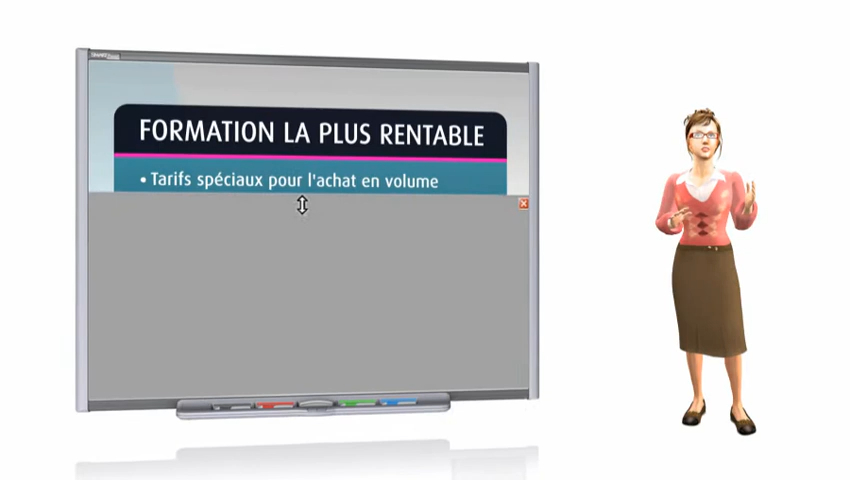 FORMATION LA PLUS RENTABLE
• Tarifs spéciaux pour l'achat en volume